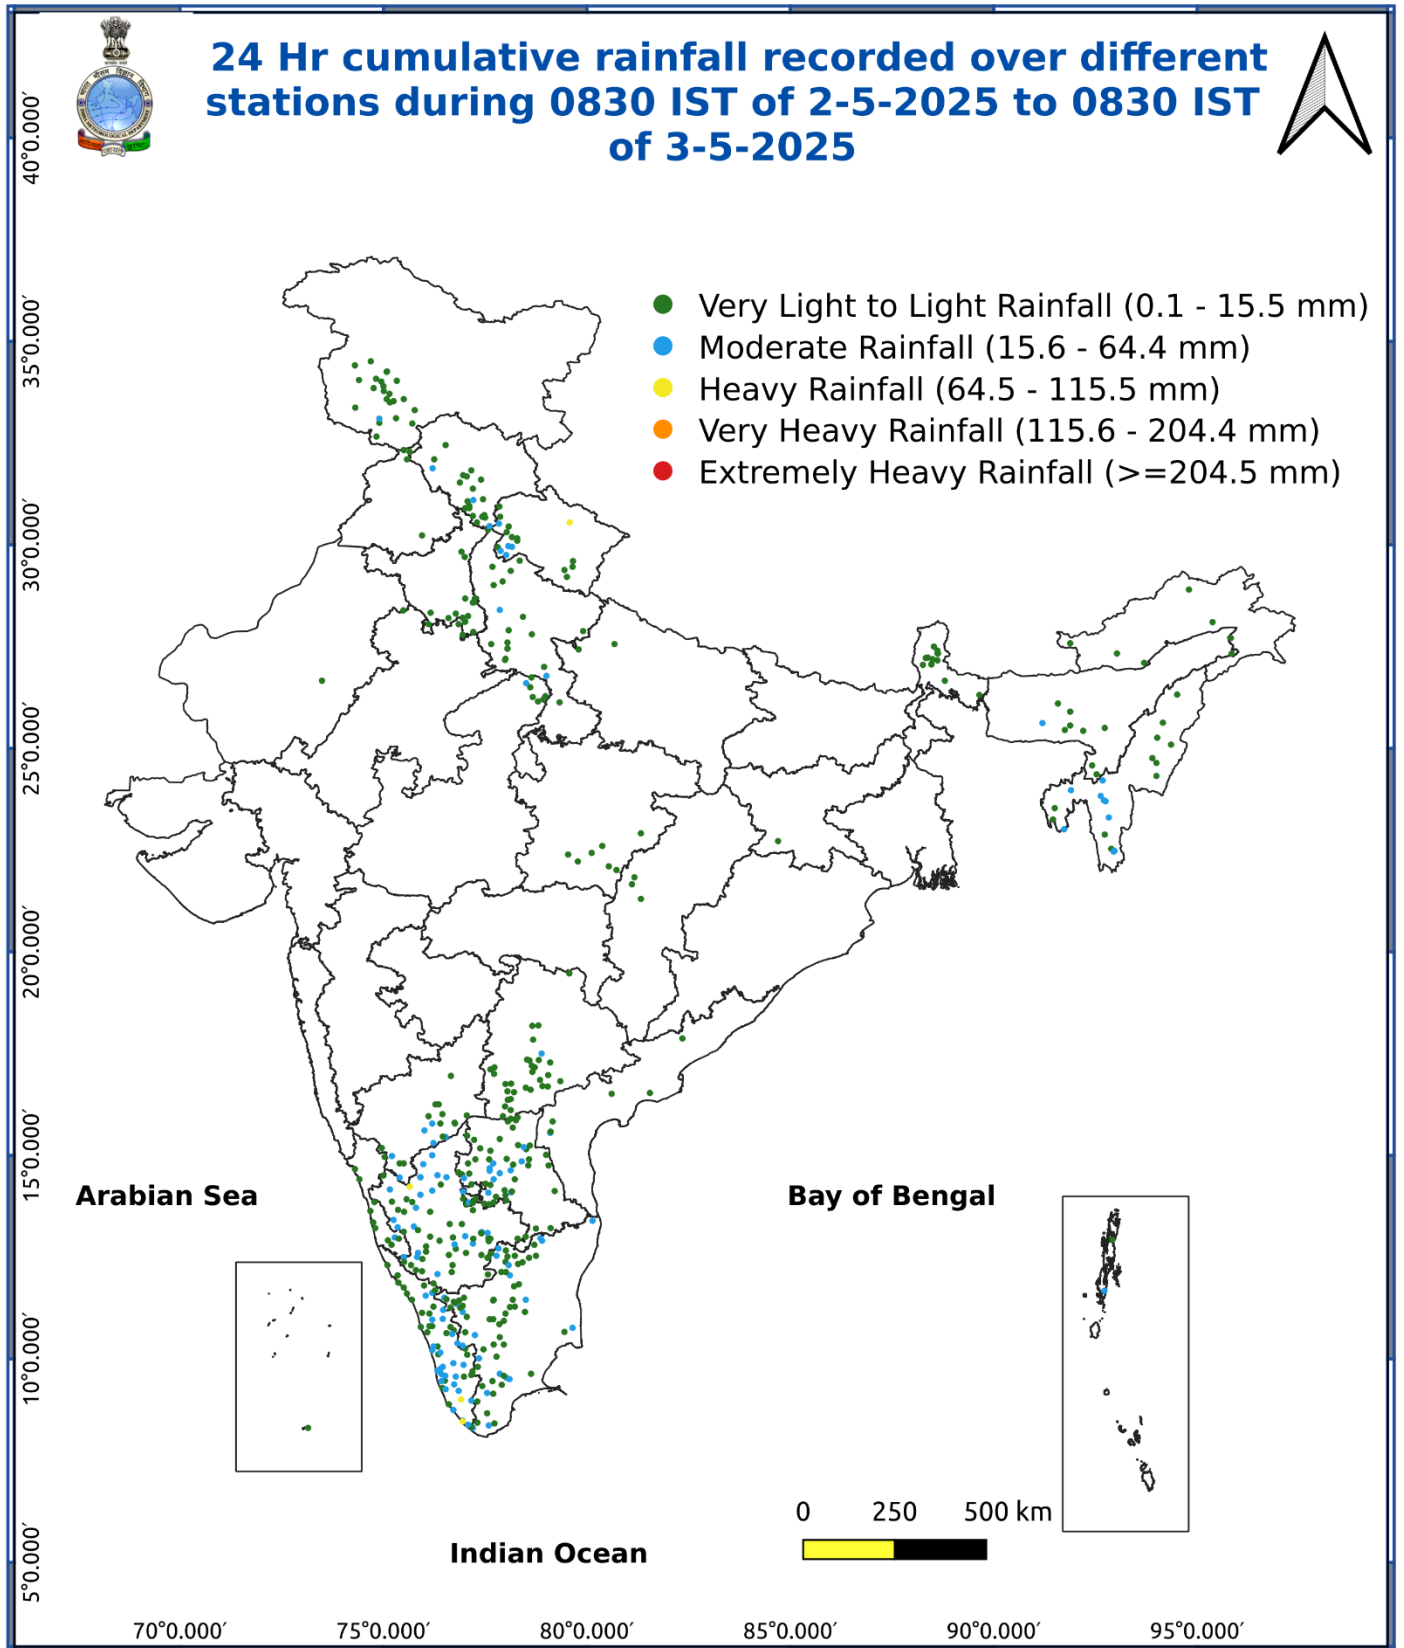 24 Hr cumulative rainfall recorded over different
stations during 0830 IST of 2-5-2025 to 0830 IST
of 3-5-2025
Very Light to Light Rainfall (0.1 - 15.5 mm)
Moderate Rainfall (15.6 - 64.4 mm)
Heavy Rainfall (64.5 - 115.5 mm)
Very Heavy Rainfall (115.6 - 204.4 mm)
Extremely Heavy Rainfall (>=204.5 mm)
40°0.000′
35°0.000′
30°0.000′
25°0.000′
20°0.000′
15°0.000′
10°0.000′
5°0.000′
Arabian Sea
Bay of Bengal
Indian Ocean
0 250 500 km
70°0.000′ 75°0.000′ 80°0.000′ 85°0.000′ 90°0.000′ 95°0.000′